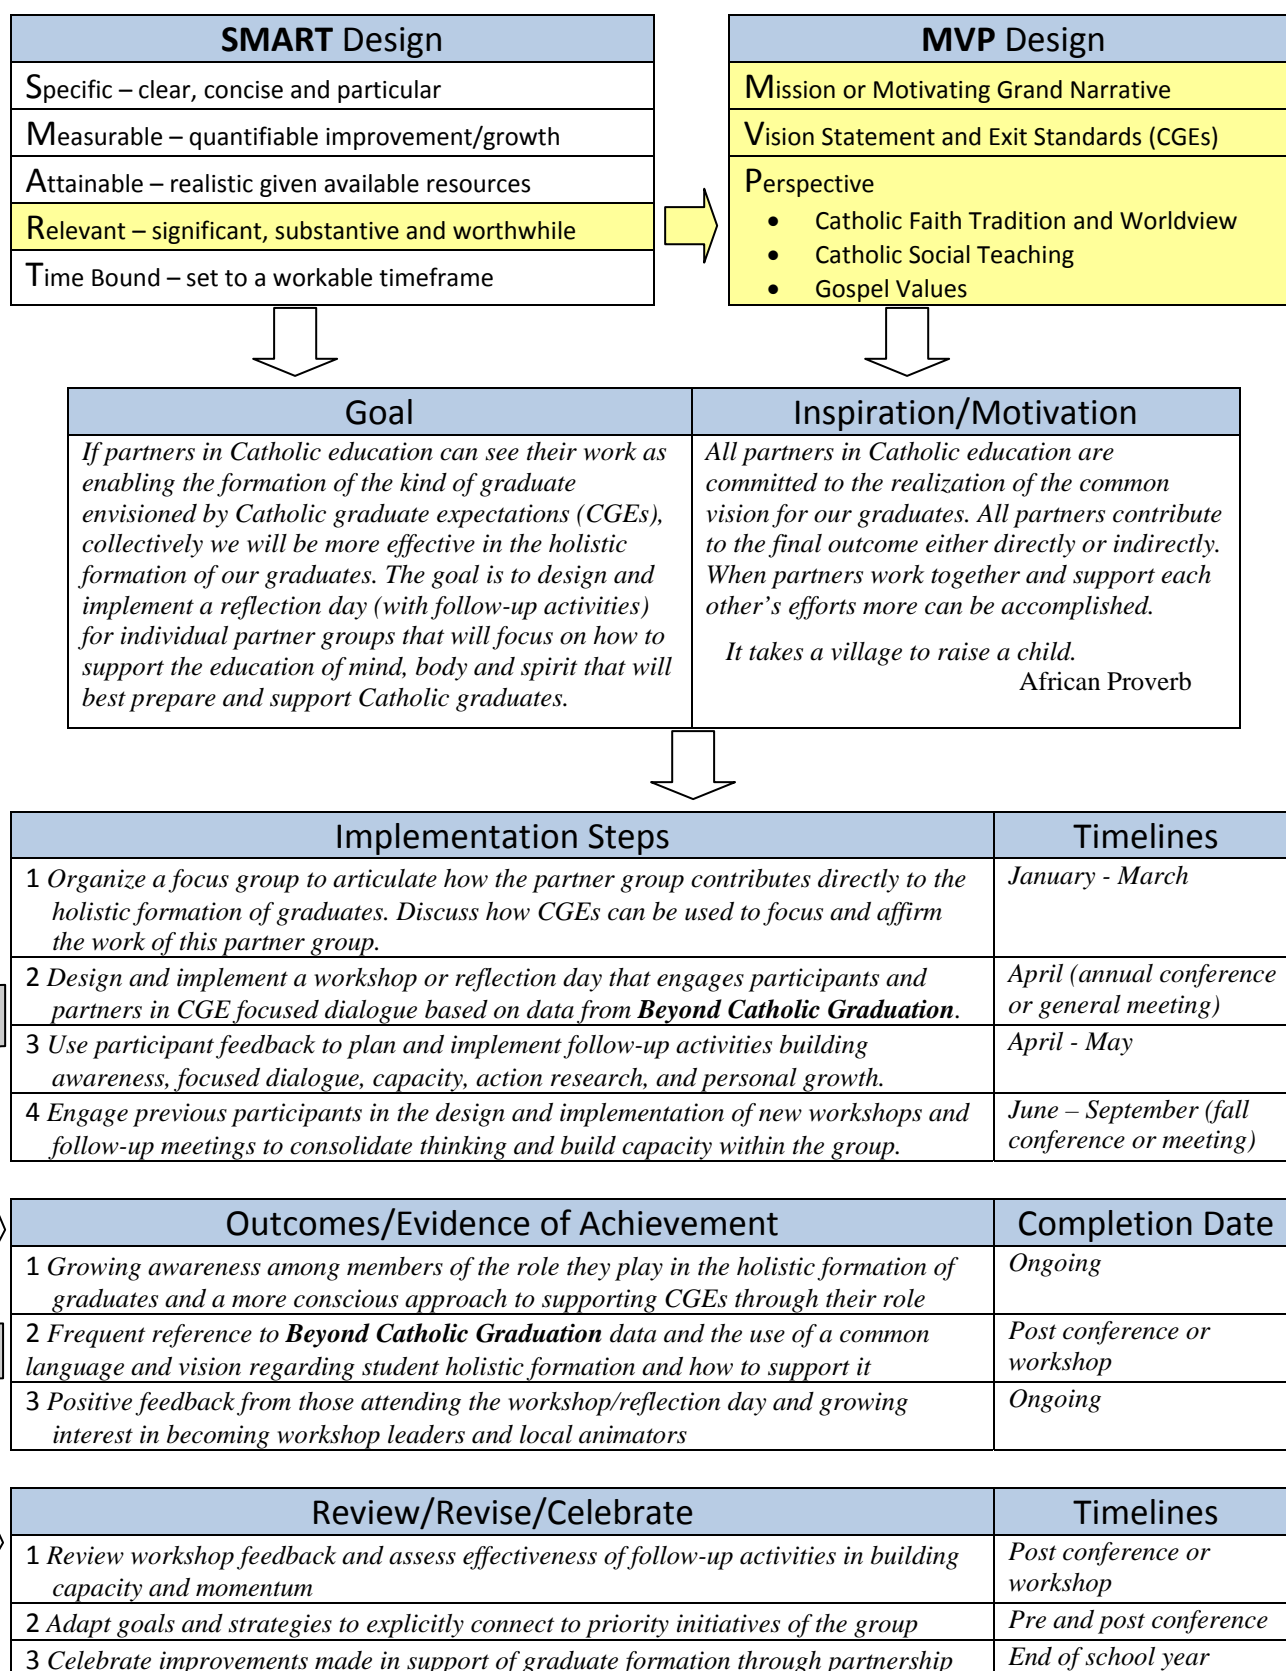 SMART Design
Specific – clear, concise and particular
Measurable – quantifiable improvement/growth
Attainable – realistic given available resources
Relevant – significant, substantive and worthwhile
Time Bound – set to a workable timeframe
MVP Design
Mission or Motivating Grand Narrative
Vision Statement and Exit Standards (CGEs)
Perspective
• Catholic Faith Tradition and Worldview
• Catholic Social Teaching
• Gospel Values
Goal
If partners in Catholic education can see their work as
enabling the formation of the kind of graduate
envisioned by Catholic graduate expectations (CGEs),
collectively we will be more effective in the holistic
formation of our graduates. The goal is to design and
implement a reflection day (with follow-up activities)
for individual partner groups that will focus on how to
support the education of mind, body and spirit that will
best prepare and support Catholic graduates.
Inspiration/Motivation
All partners in Catholic education are
committed to the realization of the common
vision for our graduates. All partners contribute
to the final outcome either directly or indirectly.
When partners work together and support each
other's efforts more can be accomplished.
It takes a village to raise a child.
African Proverb
Implementation Steps
Timelines
1 Organize a focus group to articulate how the partner group contributes directly to the
holistic formation of graduates. Discuss how CGEs can be used to focus and affirm
the work of this partner group.
January - March
2 Design and implement a workshop or reflection day that engages participants and
partners in CGE focused dialogue based on data from Beyond Catholic Graduation.
April (annual conference
or general meeting)
3 Use participant feedback to plan and implement follow-up activities building
awareness, focused dialogue, capacity, action research, and personal growth.
April - May
4 Engage previous participants in the design and implementation of new workshops and
follow-up meetings to consolidate thinking and build capacity within the group.
June – September (fall
conference or meeting)
Outcomes/Evidence of Achievement
Completion Date
1 Growing awareness among members of the role they play in the holistic formation of
graduates and a more conscious approach to supporting CGEs through their role
Ongoing
2 Frequent reference to Beyond Catholic Graduation data and the use of a common
language and vision regarding student holistic formation and how to support it
Post conference or
workshop
3 Positive feedback from those attending the workshop/reflection day and growing
interest in becoming workshop leaders and local animators
Ongoing
Review/Revise/Celebrate
Timelines
1 Review workshop feedback and assess effectiveness of follow-up activities in building
capacity and momentum
Post conference or
workshop
2 Adapt goals and strategies to explicitly connect to priority initiatives of the group
Pre and post conference
3 Celebrate improvements made in support of graduate formation through partnership
End of school year